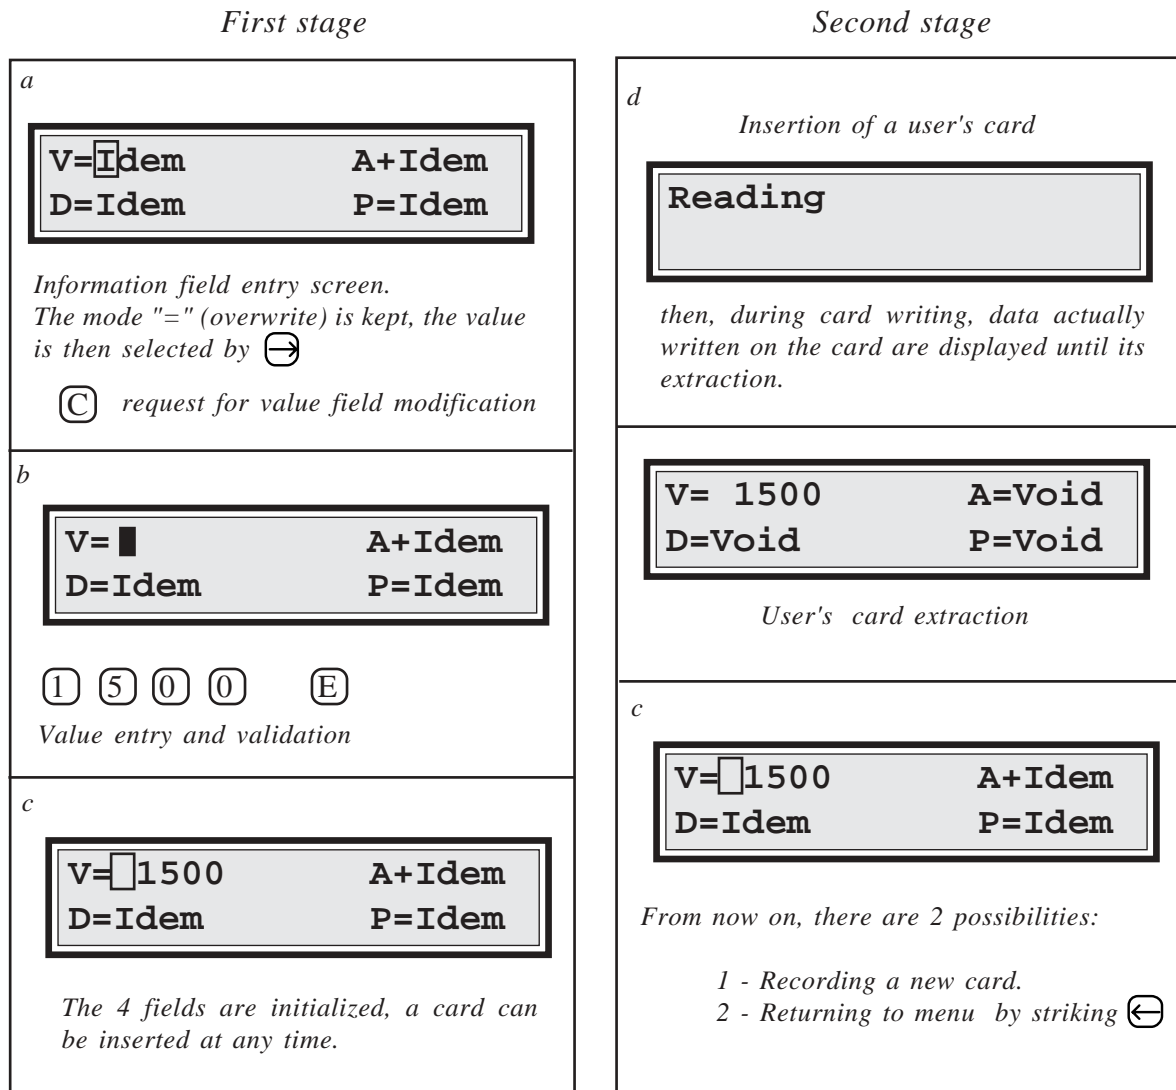 First stage
a
V=Idem A+Idem
D=Idem P=Idem
Information field entry screen.
The mode "=" (overwrite) is kept, the value
is then selected by →
C request for value field modification
b
V= A+Idem
D=Idem P=Idem
1 5 0 0 E
Value entry and validation
c
V= 1500 A+Idem
D=Idem P=Idem
The 4 fields are initialized, a card can
be inserted at any time.
Second stage
d
Insertion of a user's card
Reading
then, during card writing, data actually
written on the card are displayed until its
extraction.
V= 1500 A=Void
D=Void P=Void
User's card extraction
c
V= 1500 A+Idem
D=Idem P=Idem
From now on, there are 2 possibilities:
1 - Recording a new card.
2 - Returning to menu by striking ←